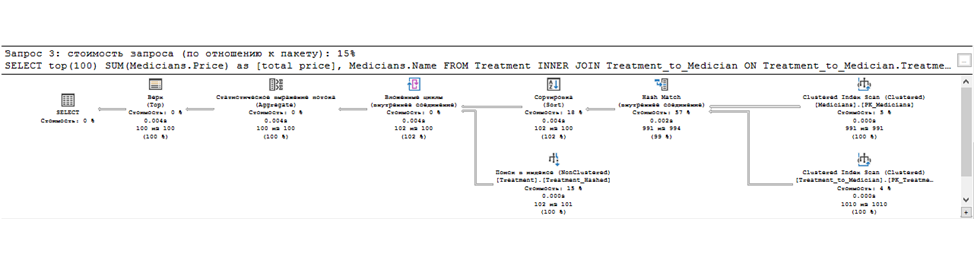 Запрос 3: стоимость запроса (по отношению к пакету): 15%
SELECT top(100) SUM(Medicians.Price) as [total price], Medicians.Name FROM Treatment INNER JOIN Treatment_to_Medician ON Treatment_to_Medician.Treatme…
SELECT
Стоимость: 0 %
Верх
(Top)
Стоимость: 0 %
0.004s
100 из 100
(100 %)
Статистическое выражение потока
(Aggregate)
Стоимость: 0 %
0.004s
100 из 100
(100 %)
Вложенные циклы
(внутреннее соединение)
Стоимость: 0 %
0.004s
102 из 100
(102 %)
Сортировка
(Sort)
Стоимость: 18 %
0.004s
102 из 100
(102 %)
Hash Match
(внутреннее соединение)
Стоимость: 57 %
0.002s
991 из 994
(99 %)
Clustered Index Scan (Clustered)
[Medicians].[PK_Medicians]
Стоимость: 5 %
0.000s
991 из 991
(100 %)
Поиск в индексе (NonClustered)
[Treatment].[Treatment_Hashed]
Стоимость: 15 %
0.000s
102 из 101
(100 %)
Clustered Index Scan (Clustered)
[Treatment_to_Medician].[PK_Treatme…
Стоимость: 4 %
0.000s
1010 из 1010
(100 %)